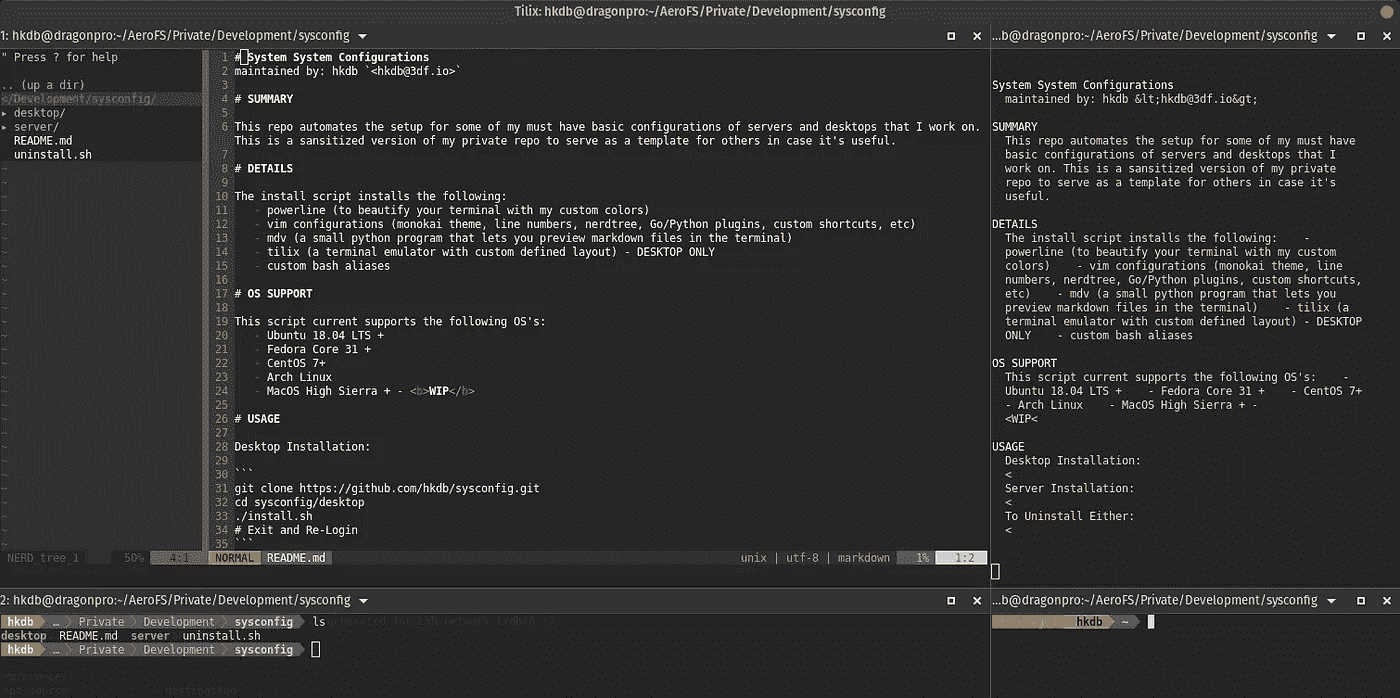 Tilix: hkdb@dragonpro:~/AeroFS/Private/Development/sysconfig
1: hkdb@dragonpro:~/AeroFS/Private/Development/sysconfig
" Press ? for help
.. (up a dir)
</Development/sysconfig/
▸ desktop/
▸ server/
README.md
uninstall.sh
NERD_tree_1 50% 4:1
1 # System System Configurations
2 maintained by: hkdb `<hkdb@3df.io>`
3
4 # SUMMARY
5
6 This repo automates the setup for some of my must have basic configurations of servers and desktops that I work on.
This is a sansitized version of my private repo to serve as a template for others in case it's useful.
7
8 # DETAILS
9
10 The install script installs the following:
11 - powerline (to beautify your terminal with my custom colors)
12 - vim configurations (monokai theme, line numbers, nerdtree, Go/Python plugins, custom shortcuts, etc)
13 - mdv (a small python program that lets you preview markdown files in the terminal)
14 - tilix (a terminal emulator with custom defined layout) - DESKTOP ONLY
15 - custom bash aliases
16
17 # OS SUPPORT
18
19 This script current supports the following OS's:
20 - Ubuntu 18.04 LTS +
21 - Fedora Core 31 +
22 - CentOS 7+
23 - Arch Linux
24 - MacOS High Sierra + - <b>WIP</b>
25
26 # USAGE
27
28 Desktop Installation:
29
30 ```
31 git clone https://github.com/hkdb/sysconfig.git
32 cd sysconfig/desktop
33 ./install.sh
34 # Exit and Re-Login
35 ```
NORMAL README.md unix | utf-8 | markdown 1% 1:2
...b@dragonpro:~/AeroFS/Private/Development/sysconfig
System System Configurations
maintained by: hkdb &lt;hkdb@3df.io&gt;
SUMMARY
This repo automates the setup for some of my must have
basic configurations of servers and desktops that I
work on. This is a sansitized version of my private
repo to serve as a template for others in case it's
useful.
DETAILS
The install script installs the following: -
powerline (to beautify your terminal with my custom
colors) - vim configurations (monokai theme, line
numbers, nerdtree, Go/Python plugins, custom shortcuts,
etc) - mdv (a small python program that lets you
preview markdown files in the terminal) - tilix (a
terminal emulator with custom defined layout) - DESKTOP
ONLY - custom bash aliases
OS SUPPORT
This script current supports the following OS's: -
Ubuntu 18.04 LTS + - Fedora Core 31 + - CentOS 7+
- Arch Linux - MacOS High Sierra + -
<WIP<
USAGE
Desktop Installation:
<
Server Installation:
<
To Uninstall Either:
<
2: hkdb@dragonpro:~/AeroFS/Private/Development/sysconfig
hkdb … Private Development sysconfig ls
desktop README.md server uninstall.sh
hkdb … Private Development sysconfig
...b@dragonpro:~/AeroFS/Private/Development/sysconfig
hkdb ~